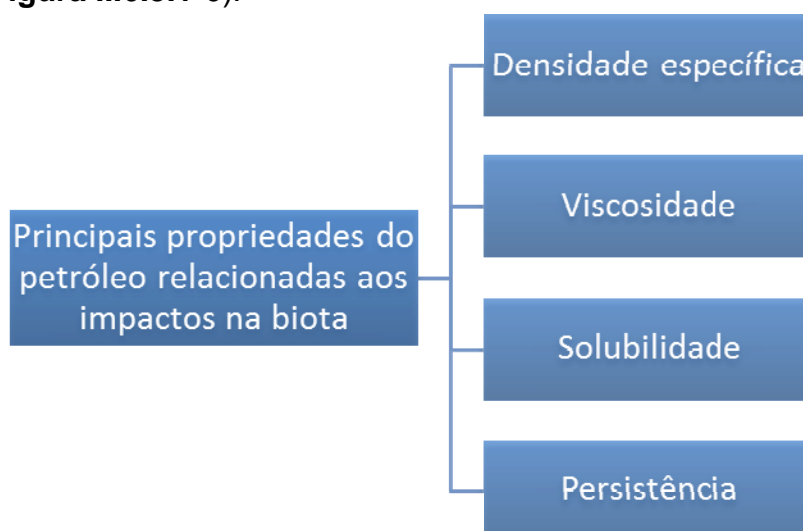 Densidade específica
Viscosidade
Principais propriedades do
petróleo relacionadas aos
impactos na biota
Solubilidade
Persistência